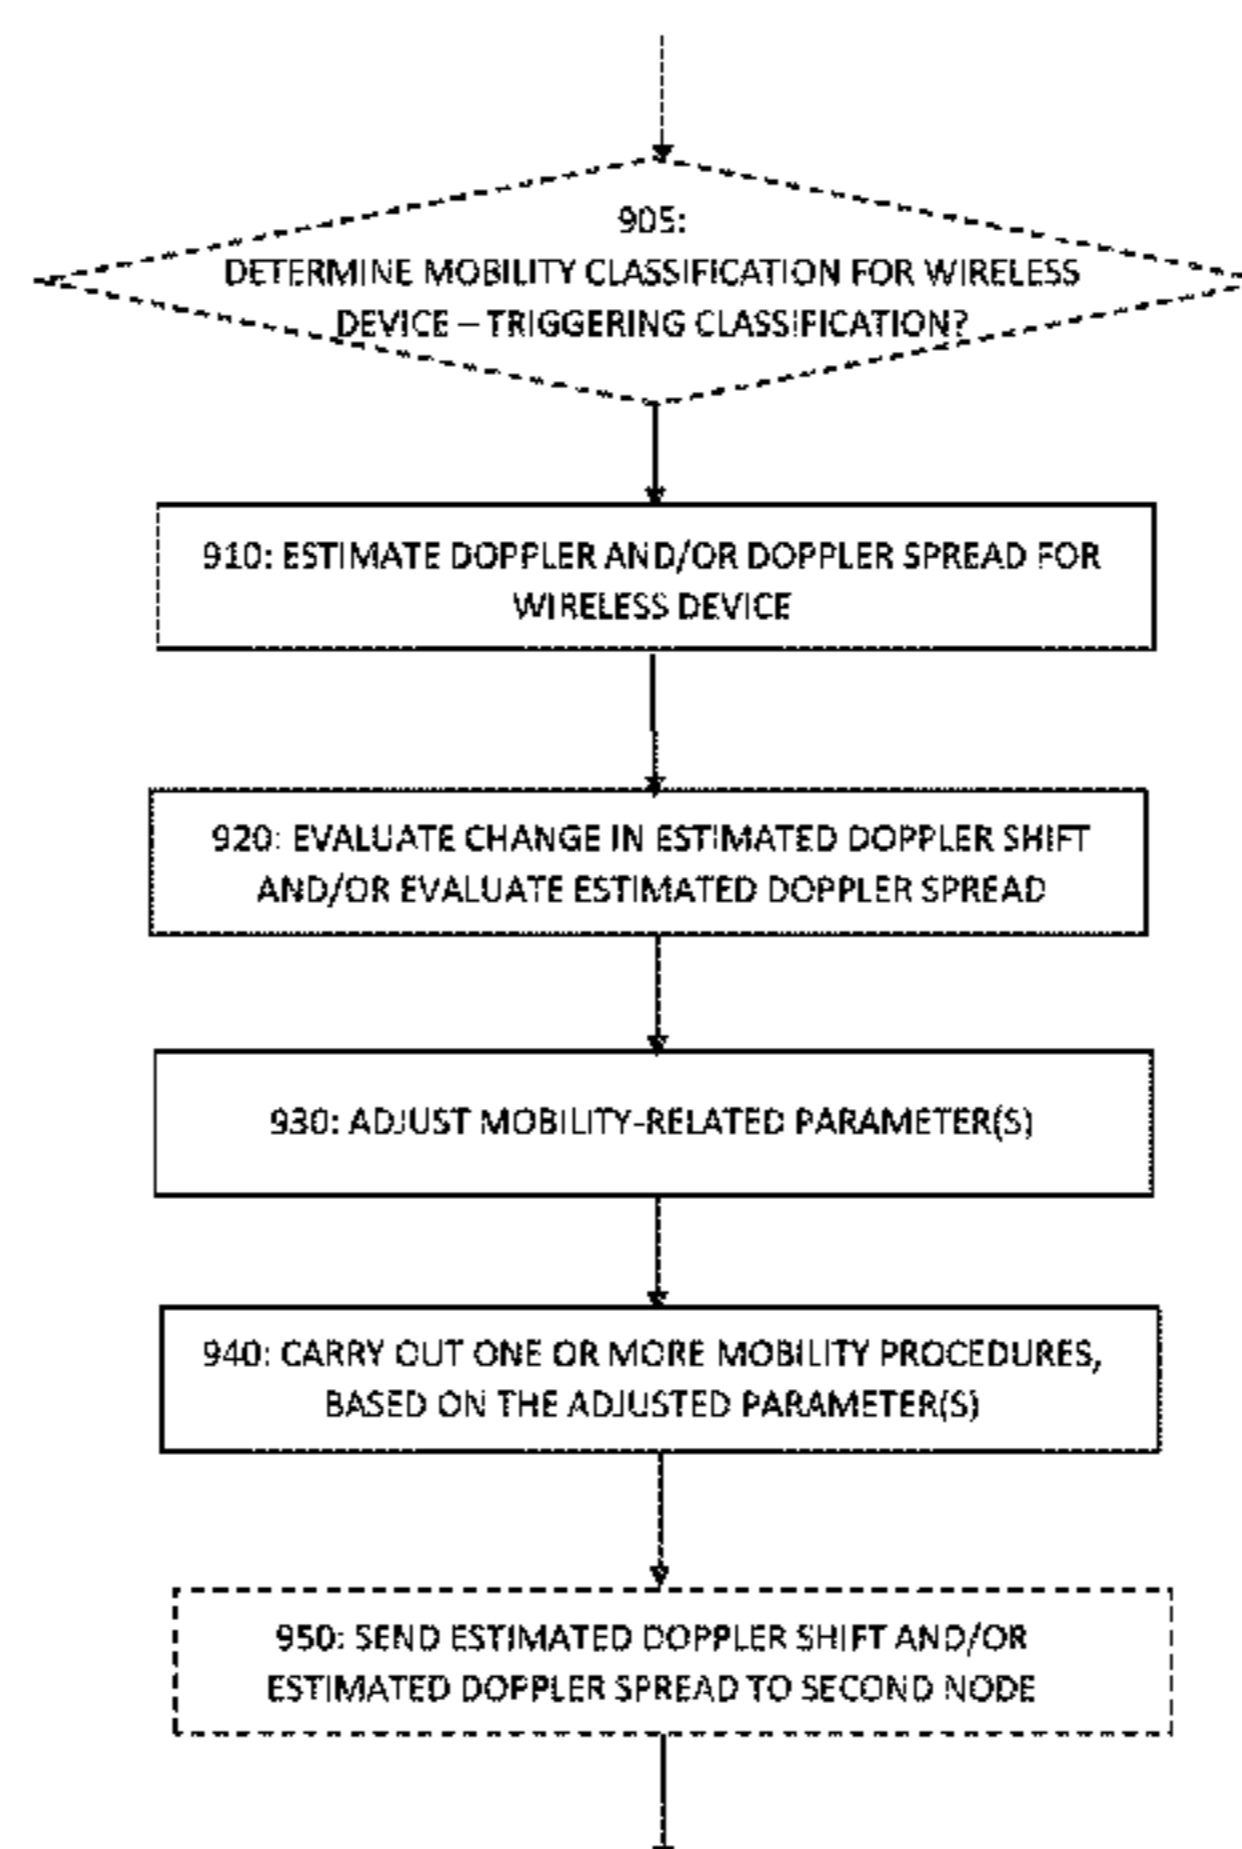 905:
DETERMINE MOBILITY CLASSIFICATION FOR WIRELESS
DEVICE – TRIGGERING CLASSIFICATION?
910: ESTIMATE DOPPLER AND/OR DOPPLER SPREAD FOR
WIRELESS DEVICE
920: EVALUATE CHANGE IN ESTIMATED DOPPLER SHIFT
AND/OR EVALUATE ESTIMATED DOPPLER SPREAD
930: ADJUST MOBILITY-RELATED PARAMETER(S)
940: CARRY OUT ONE OR MORE MOBILITY PROCEDURES,
BASED ON THE ADJUSTED PARAMETER(S)
950: SEND ESTIMATED DOPPLER SHIFT AND/OR
ESTIMATED DOPPLER SPREAD TO SECOND NODE